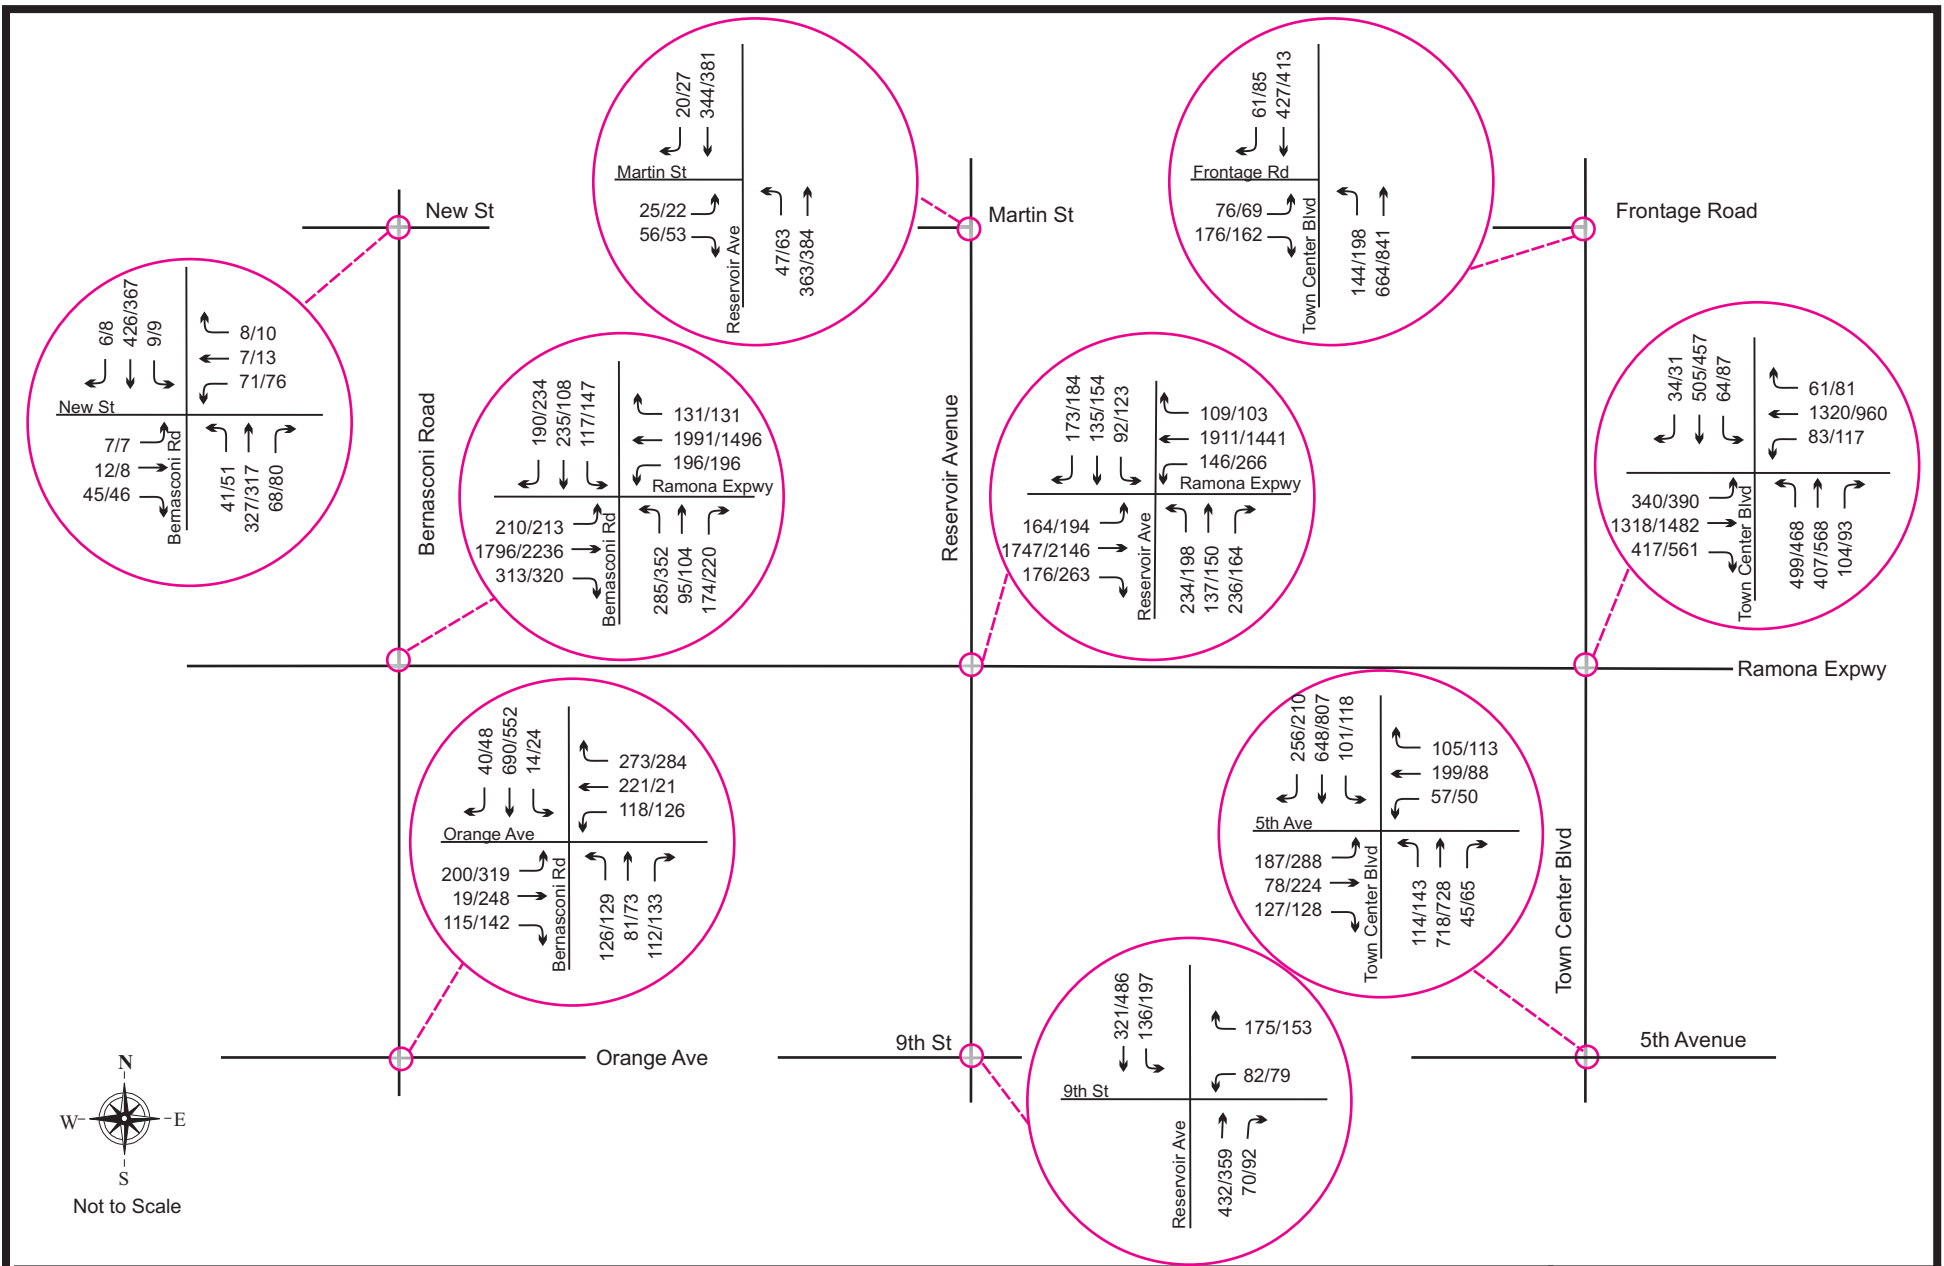 20/27
344/381
Martin St
25/22
56/53
Reservoir Ave
47/63
363/384
61/85
427/413
Frontage Rd
76/69
176/162
Town Center Blvd
144/198
664/841
New St
Martin St
Frontage Road
6/8
426/367
9/9
8/10
7/13
71/76
New St
7/7
12/8
45/46
Bernasconi Rd
41/51
327/317
68/80
Bernasconi Road
190/234
235/108
117/147
131/131
1991/1496
196/196
Ramona Expwy
210/213
1796/2236
313/320
Bernasconi Rd
285/352
95/104
174/220
Reservoir Avenue
173/184
135/154
92/123
109/103
1911/1441
146/266
Ramona Expwy
164/194
1747/2146
176/263
Reservoir Ave
234/198
137/150
236/164
34/31
505/457
64/87
61/81
1320/960
83/117
340/390
1318/1482
417/561
Town Center Blvd
499/468
407/568
104/93
Ramona Expwy
40/48
690/552
14/24
273/284
221/21
118/126
Orange Ave
200/319
19/248
115/142
Bernasconi Rd
126/129
81/73
112/133
256/210
648/807
101/118
105/113
199/88
57/50
5th Ave
187/288
78/224
127/128
Town Center Blvd
114/143
718/728
45/65
Town Center Blvd
Orange Ave
9th St
5th Avenue
321/486
136/197
175/153
82/79
9th St
Reservoir Ave
432/359
70/92
N
W
E
S
Not to Scale